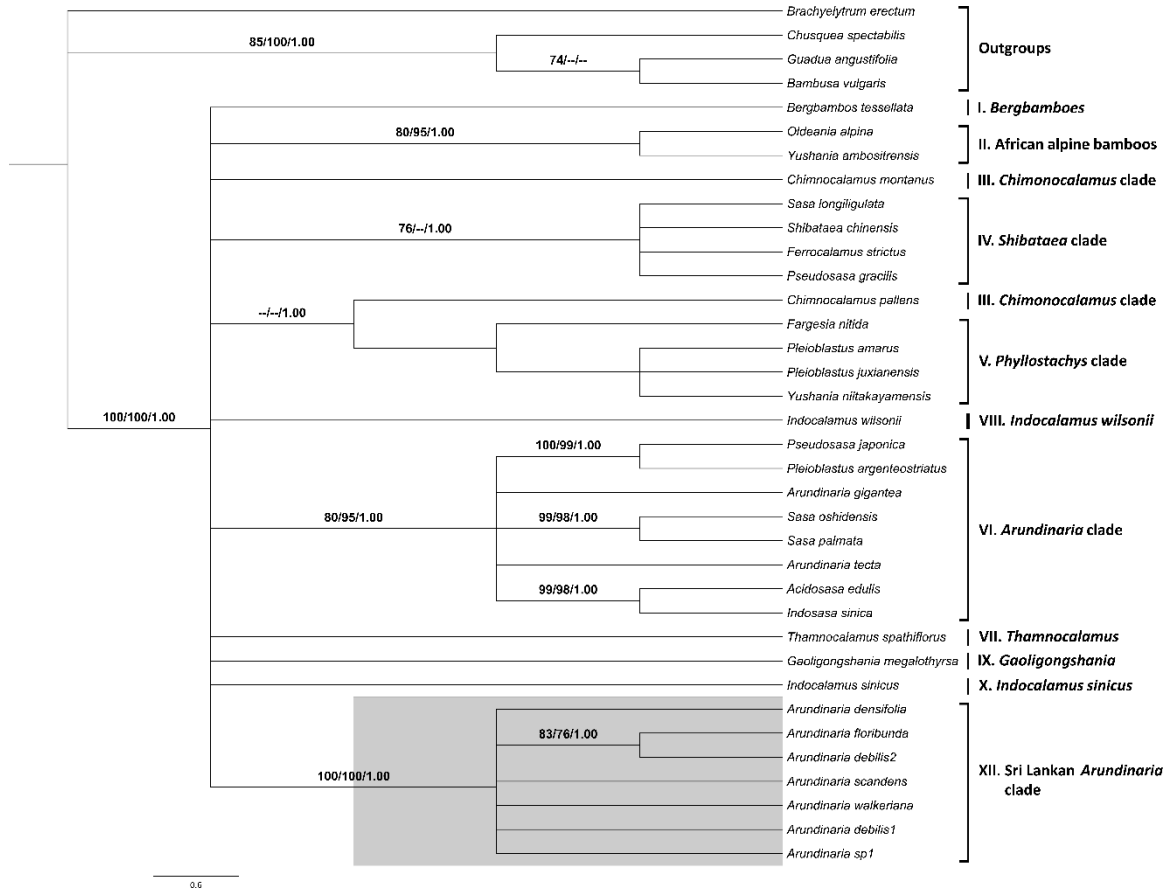 Brachyelytrum erectum
85/100/1.00
Chusquea spectabilis
Outgroups
74/--/--
Guadua angustifolia
Bambusa vulgaris
Bergbambos tessellata
I. Bergbamboes
80/95/1.00
Oldeania alpina
II. African alpine bamboos
Yushania ambositrensis
Chimnocalamus montanus
III. Chimonocalamus clade
Sasa longiligulata
76/--/1.00
Shibataea chinensis
IV. Shibataea clade
Ferrocalamus strictus
Pseudosasa gracilis
--/--/1.00
Chimnocalamus pallens
III. Chimonocalamus clade
Fargesia nitida
Pleioblastus amarus
V. Phyllostachys clade
Pleioblastus juxianensis
Yushania niitakayamensis
100/100/1.00
Indocalamus wilsonii
VIII. Indocalamus wilsonii
100/99/1.00
Pseudosasa japonica
Pleioblastus argenteostriatus
Arundinaria gigantea
80/95/1.00
99/98/1.00
Sasa oshidensis
VI. Arundinaria clade
Sasa palmata
Arundinaria tecta
99/98/1.00
Acidosasa edulis
Indosasa sinica
Thamnocalamus spathiflorus
VII. Thamnocalamus
Gaoligongshania megalothyrsa
IX. Gaoligongshania
Indocalamus sinicus
X. Indocalamus sinicus
Arundinaria densifolia
83/76/1.00
Arundinaria floribunda
Arundinaria debilis2
100/100/1.00
Arundinaria scandens
XII. Sri Lankan Arundinaria
clade
Arundinaria walkeriana
Arundinaria debilis1
Arundinaria sp1
0.6